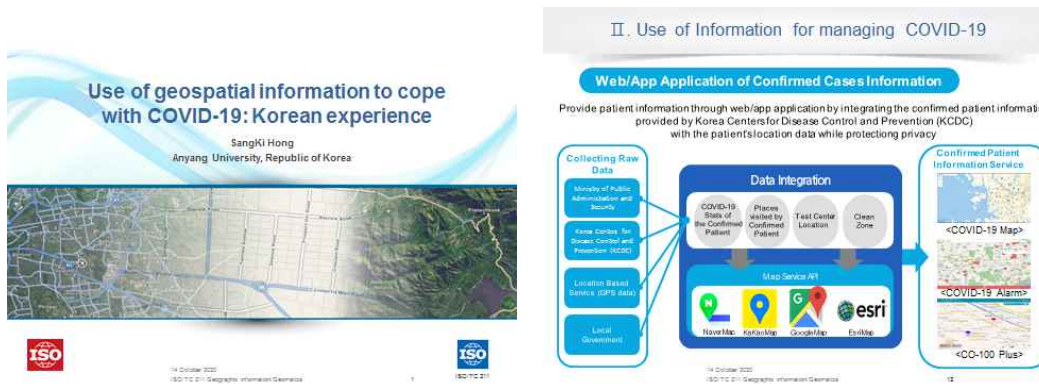 Use of geospatial information to cope
with COVID-19: Korean experience
SangKi Hong
Anyang University, Republic of Korea
ISO
ISO
ISO/TC 211
14 October 2020
ISO/TC 211 Geographic information/Geomatics
1
Ⅱ. Use of Information for managing COVID-19
Web/App Application of Confirmed Cases Information
Provide patient information through web/app application by integrating the confirmed patient informati
provided by Korea Centers for Disease Control and Prevention (KCDC)
with the patient's location data while protectiong privacy
Collecting Raw
Data
Ministry of Public
Administration and
Security
Korea Centers for
Disease Control and
Prevention (KCDC)
Location Based
Service (GPS data)
Local
Government
Data Integration
COVID-19
Stats of
the Confirmed
Patient
Places
visited by
Confirmed
Patient
Test Center
Location
Clean
Zone
Map Service API
N
NaverMap
KaKaoMap
G
GoogleMap
esri
EsriMap
Confirmed Patient
Information Service
<COVID-19 Map>
<COVID-19 Alarm>
<CO-100 Plus>
14 October 2020
ISO/TC 211 Geographic information/Geomatics
12